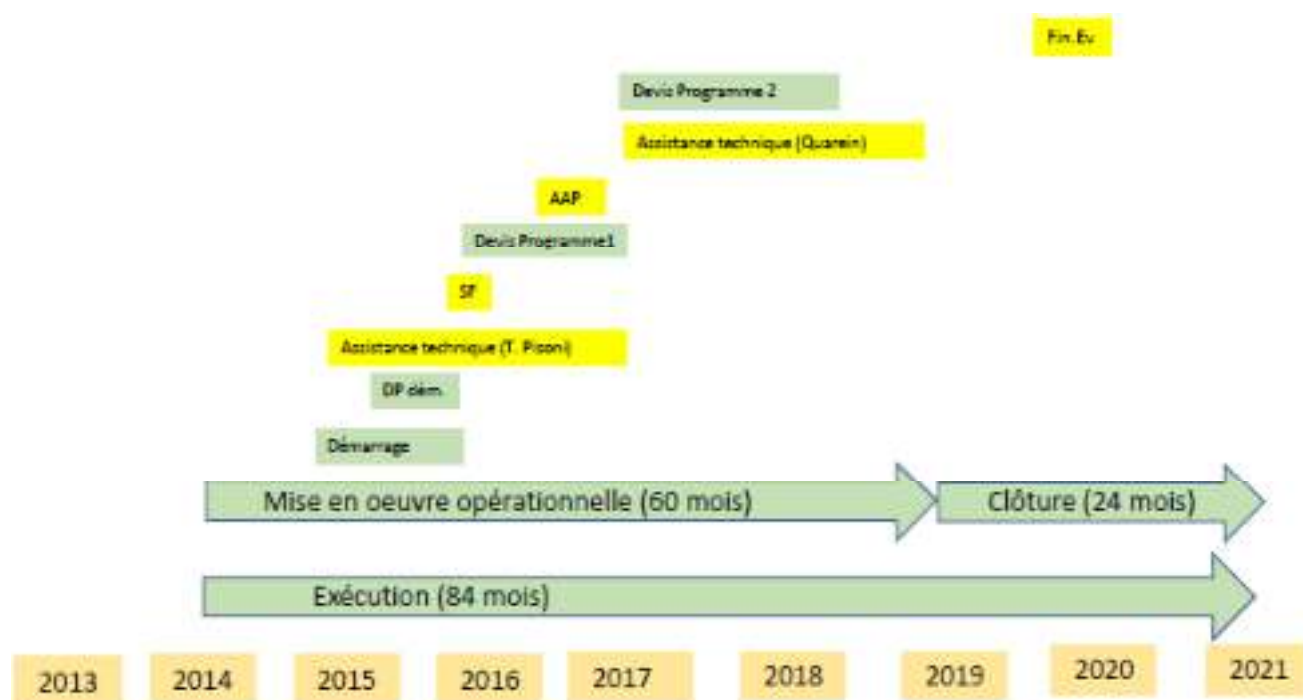 Fin.Ev
Devis Programme 2
Assistance technique (Quarein)
AAP
Devis Programme1
SF
Assistance technique (T. Pisoni)
DP dém.
Démarrage
Mise en oeuvre opérationnelle (60 mois)
Clôture (24 mois)
Exécution (84 mois)
2013 2014 2015 2016 2017 2018 2019 2020 2021